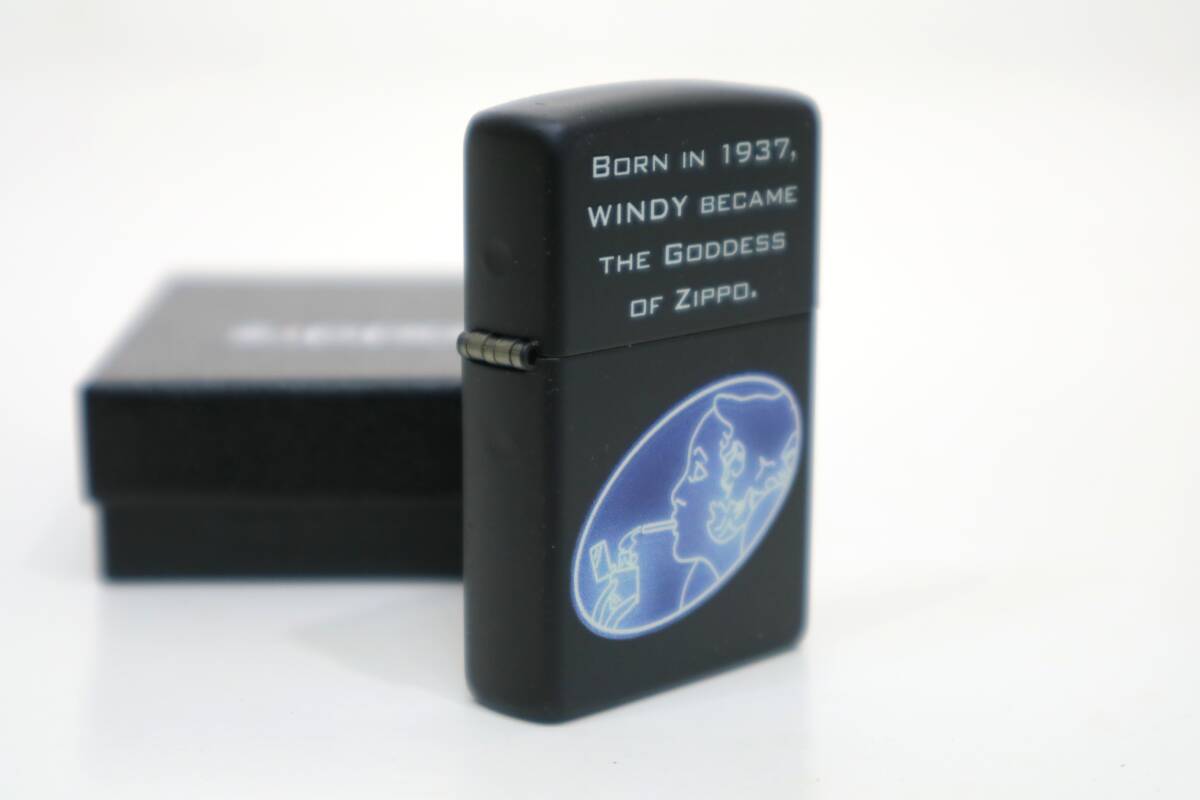 BORN IN 1937,
WINDY BECAME
THE GODDESS
OF ZIPPO.